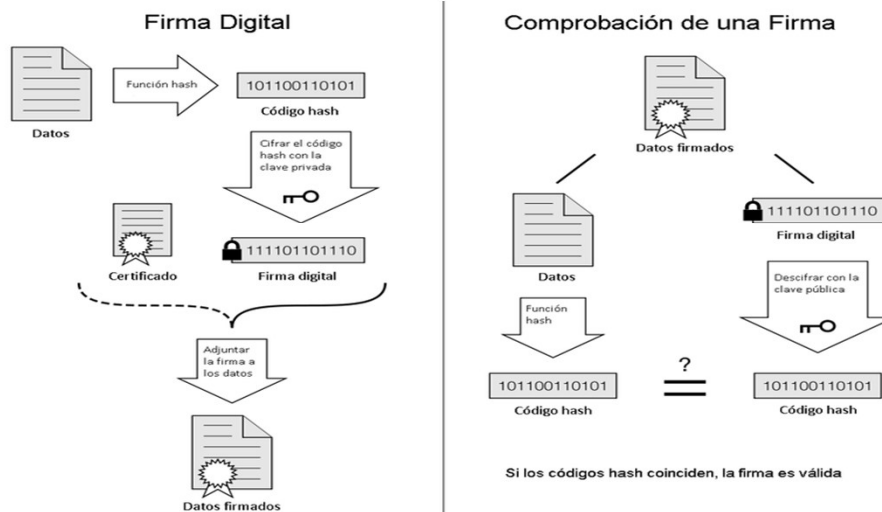 Firma Digital
Función hash
101100110101
Código hash
Datos
Cifrar el código
hash con la
clave privada
111101101110
Certificado
Firma digital
Adjuntar
la firma a
los datos
Datos firmados
Comprobación de una Firma
Datos firmados
111101101110
Firma digital
Datos
Función
hash
Descifrar con la
clave pública
?
101100110101
101100110101
Código hash
Código hash
Si los códigos hash coinciden, la firma es válida